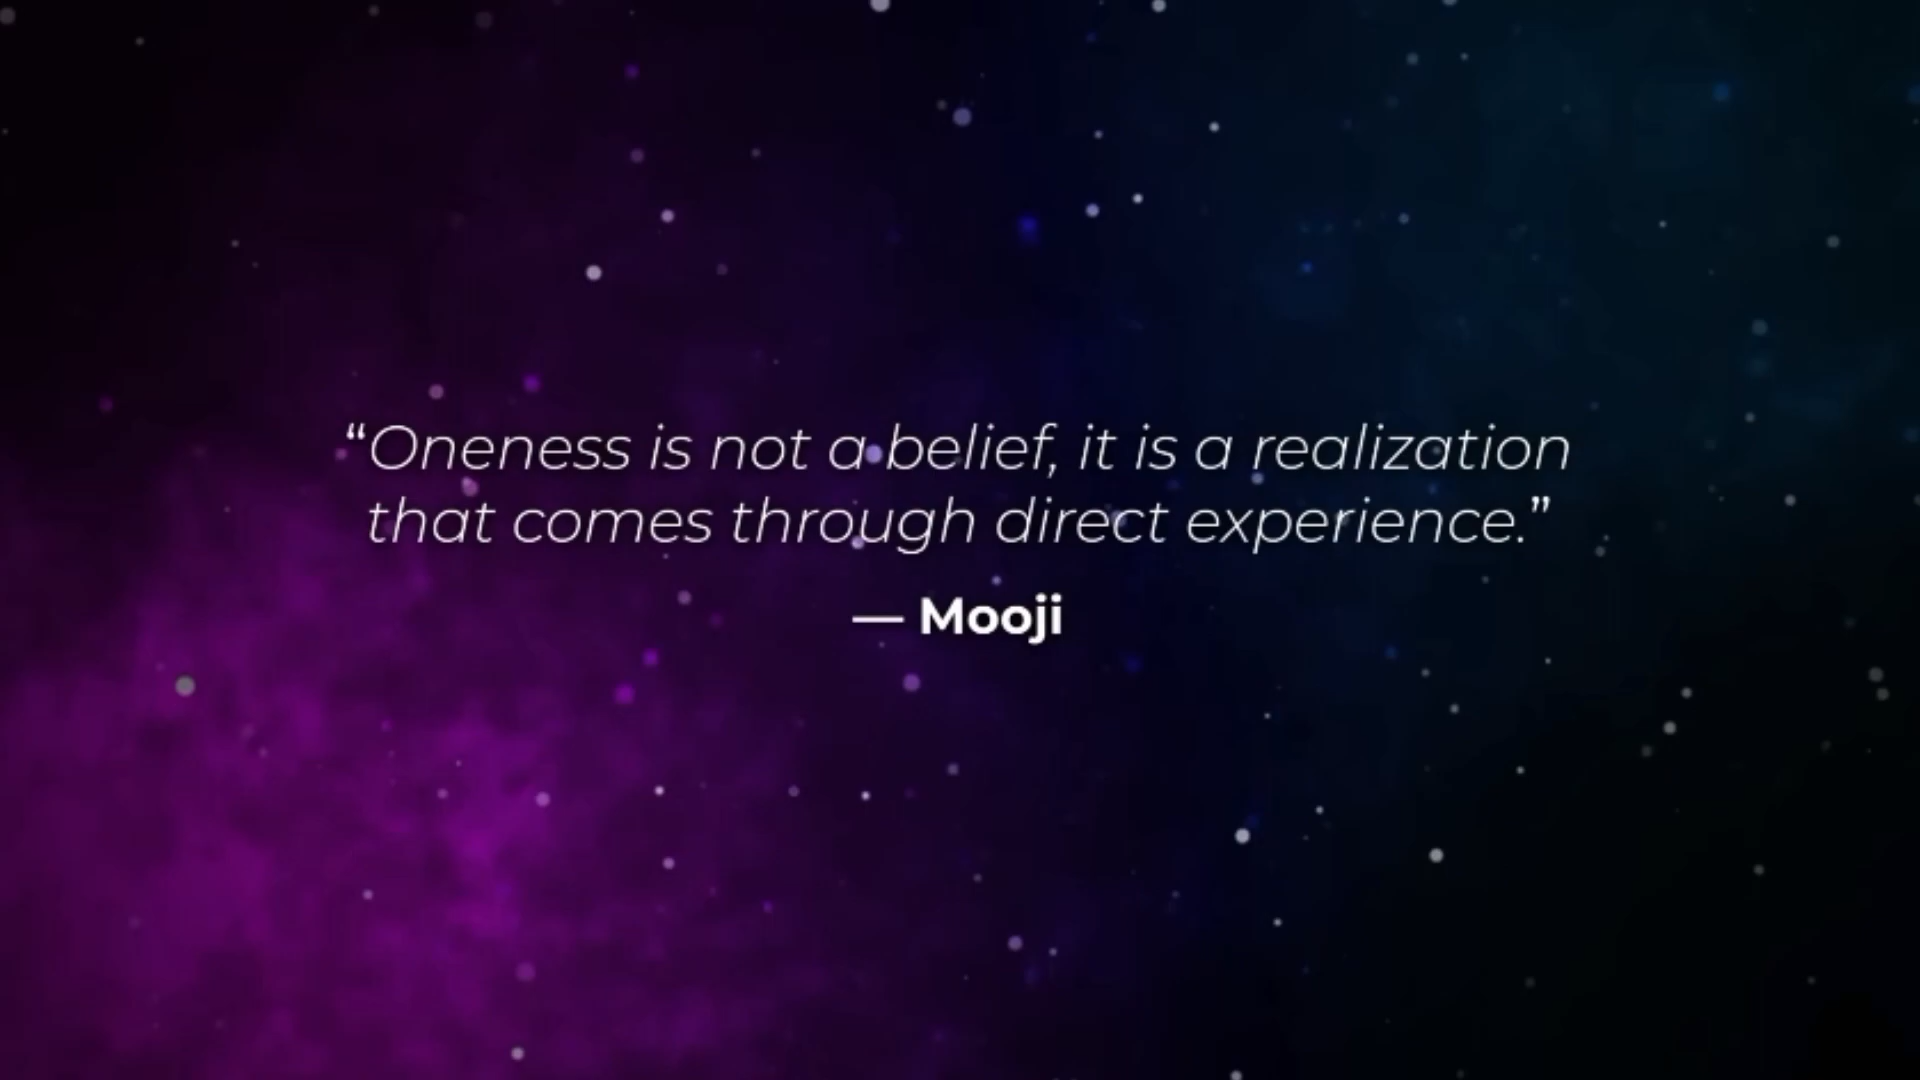 “Oneness is not a belief, it is a realization
that comes through direct experience.”
— Mooji